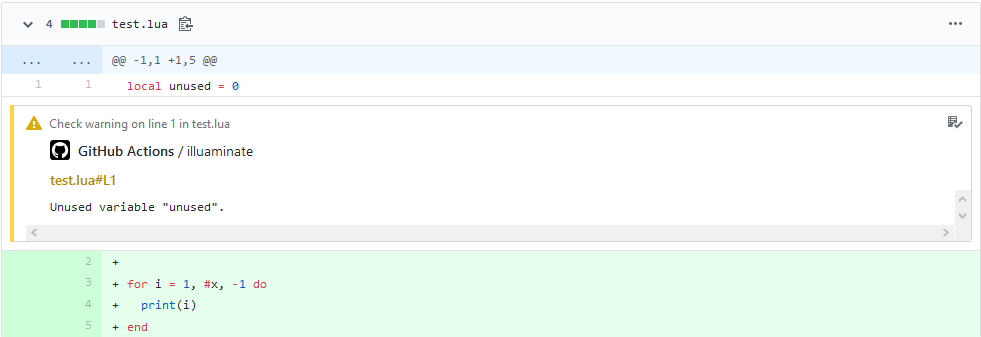 4 test.lua ...
... ... @@ -1,1 +1,5 @@
1 1 local unused = 0
Check warning on line 1 in test.lua
GitHub Actions / illuaminate
test.lua#L1
Unused variable "unused".
2 +
3 + for i = 1, #x, -1 do
4 + print(i)
5 + end